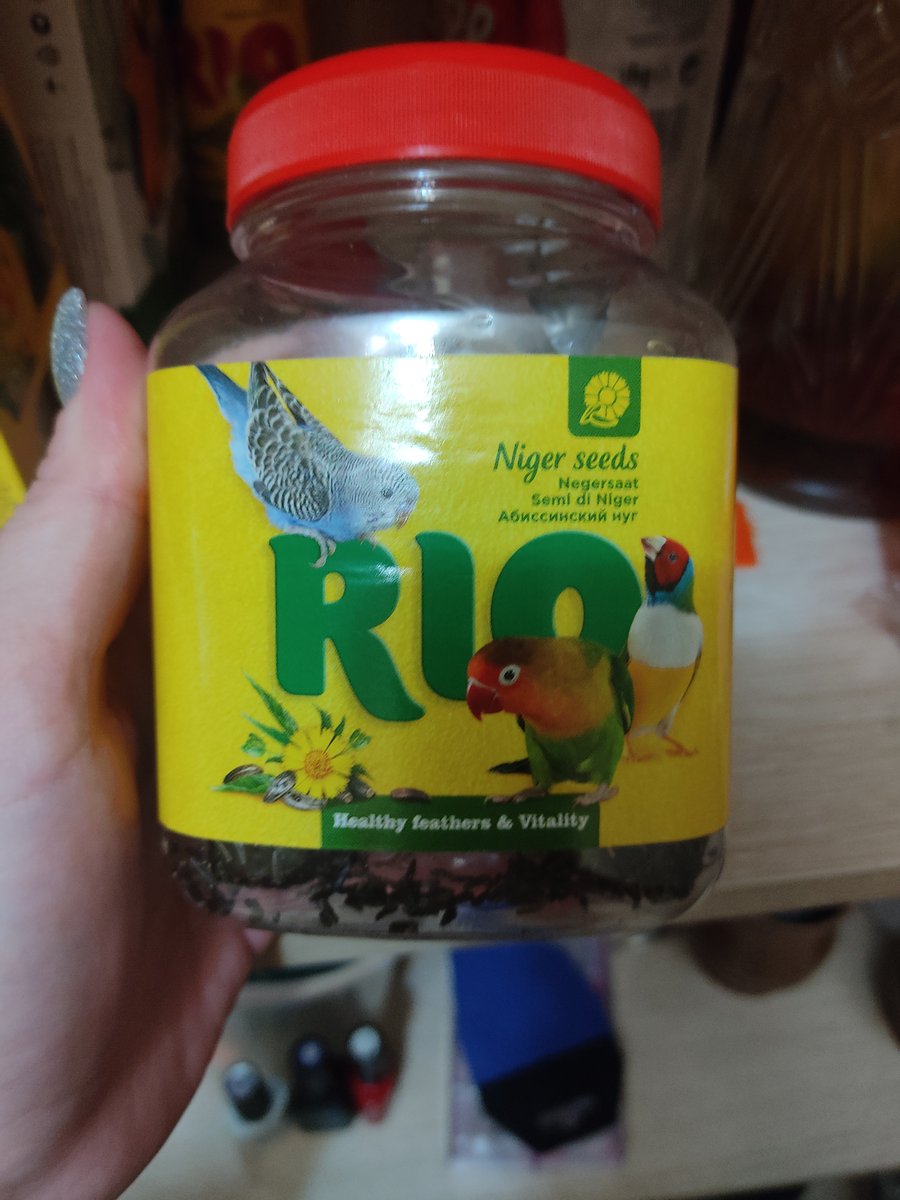 Niger seeds
Negersaat
Semi di Niger
Абиссинский нуг
RIO
Healthy feathers & Vitality